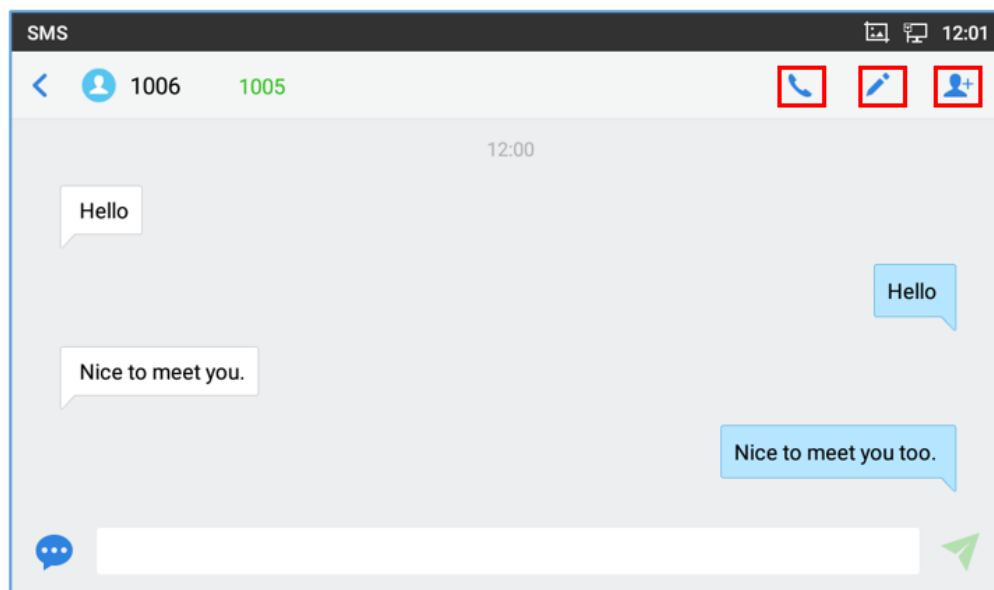 SMS 12:01
1006 1005
12:00
Hello
Hello
Nice to meet you.
Nice to meet you too.